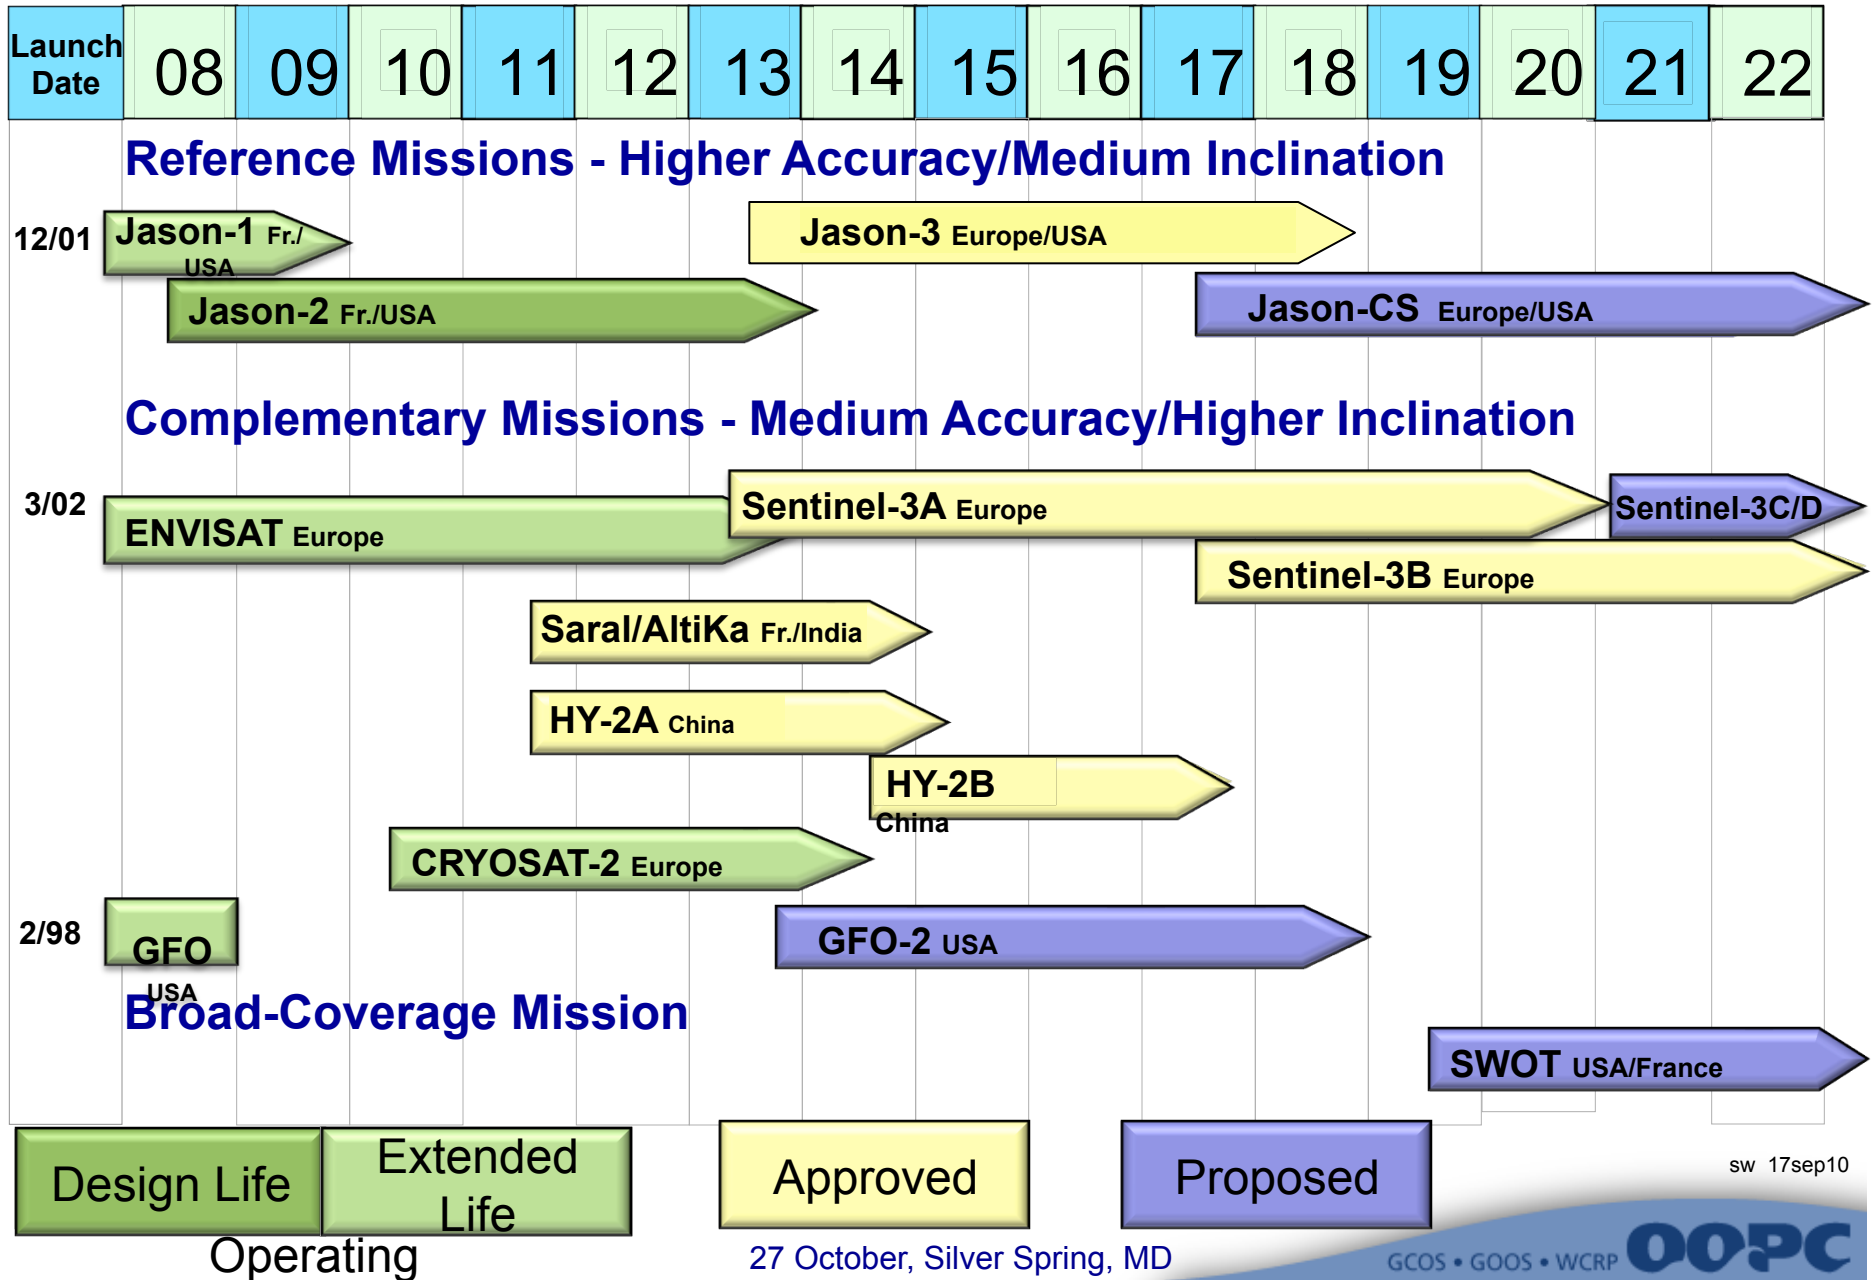 Launch
Date
08 09 10 11 12 13 14 15 16 17 18 19 20 21 22
Reference Missions - Higher Accuracy/Medium Inclination
12/01
Jason-1 Fr./
USA
Jason-3 Europe/USA
Jason-2 Fr./USA
Jason-CS Europe/USA
Complementary Missions - Medium Accuracy/Higher Inclination
3/02
ENVISAT Europe
Sentinel-3A Europe
Sentinel-3C/D
Sentinel-3B Europe
Saral/AltiKa Fr./India
HY-2A China
HY-2B
China
CRYOSAT-2 Europe
2/98
GFO
USA
GFO-2 USA
Broad-Coverage Mission
SWOT USA/France
Design Life
Extended
Life
Approved
Proposed
sw 17sep10
Operating
27 October, Silver Spring, MD
GCOS • GOOS • WCRP OOPC